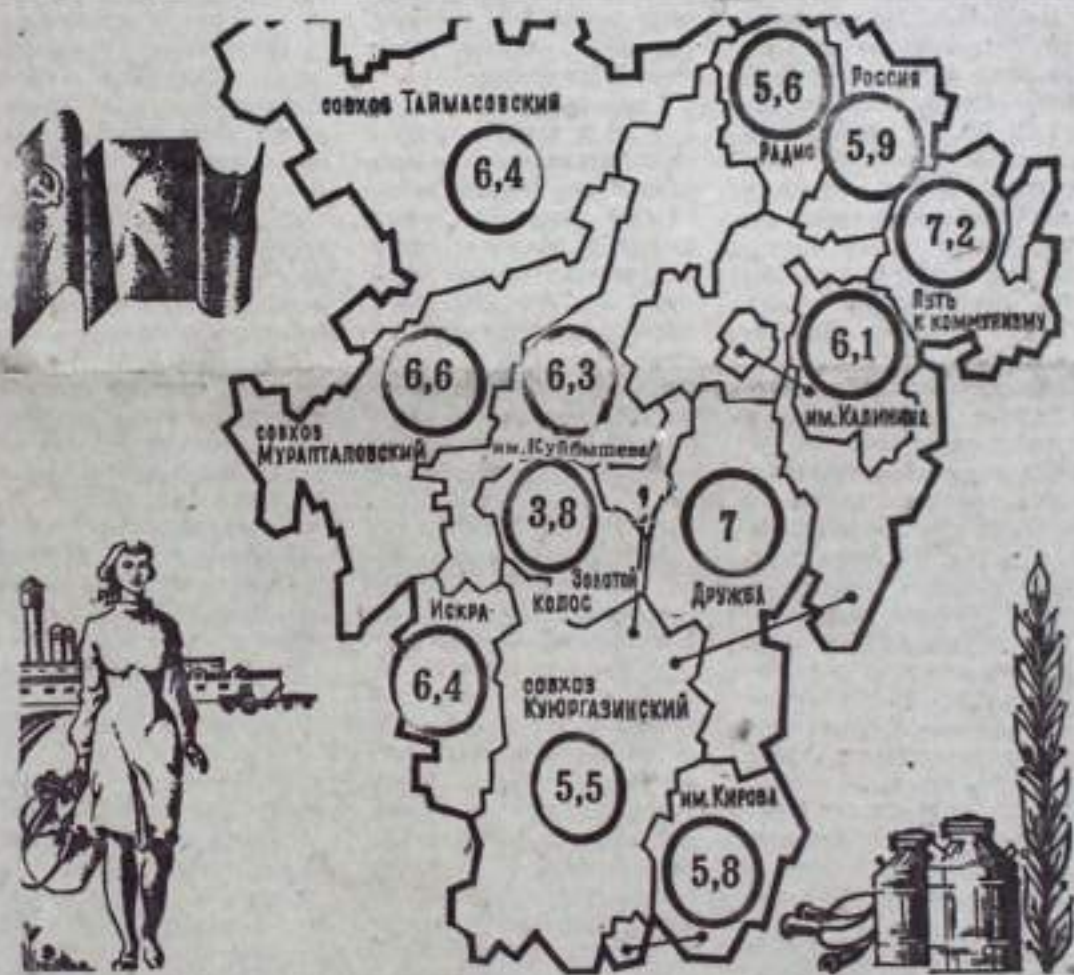 5,6
РОССИЯ
СОВХОЗ ТАЙМАСОВСКИЙ
РАДИО
5,9
6,4
7,2
ПУТЬ
К КОММУНИЗМУ
6,1
6,6
6,3
ИМ. КАЛИНИНА
СОВХОЗ
МУРАПТАЛОВСКИЙ
им. Куйбышева
3,8
7
ЗОЛОТОЙ
КОЛОС
ДРУЖБА
ИСКРА
6,4
СОВХОЗ
КУЮРГАЗИНСКИЙ
5,5
ИМ. КИРОВА
5,8